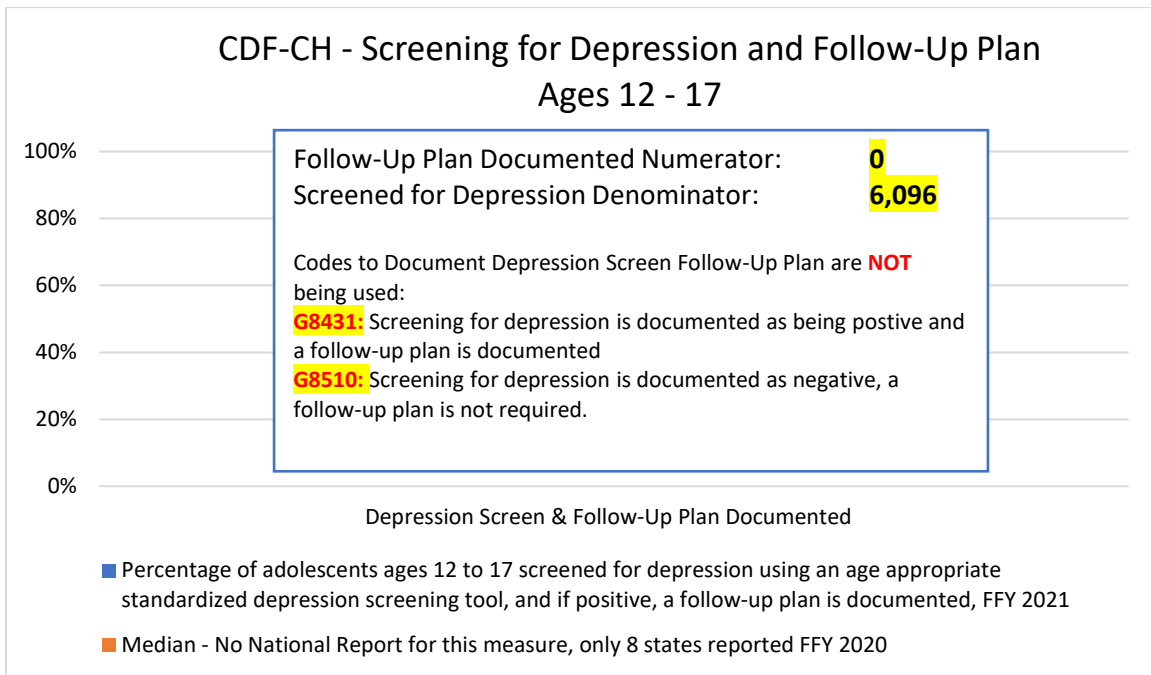 CDF-CH - Screening for Depression and Follow-Up Plan
Ages 12 - 17
100%
80%
60%
40%
20%
0%
Follow-Up Plan Documented Numerator: 0
Screened for Depression Denominator: 6,096
Codes to Document Depression Screen Follow-Up Plan are NOT
being used:
G8431: Screening for depression is documented as being postive and
a follow-up plan is documented
G8510: Screening for depression is documented as negative, a
follow-up plan is not required.
Depression Screen & Follow-Up Plan Documented
Percentage of adolescents ages 12 to 17 screened for depression using an age appropriate
standardized depression screening tool, and if positive, a follow-up plan is documented, FFY 2021
Median - No National Report for this measure, only 8 states reported FFY 2020